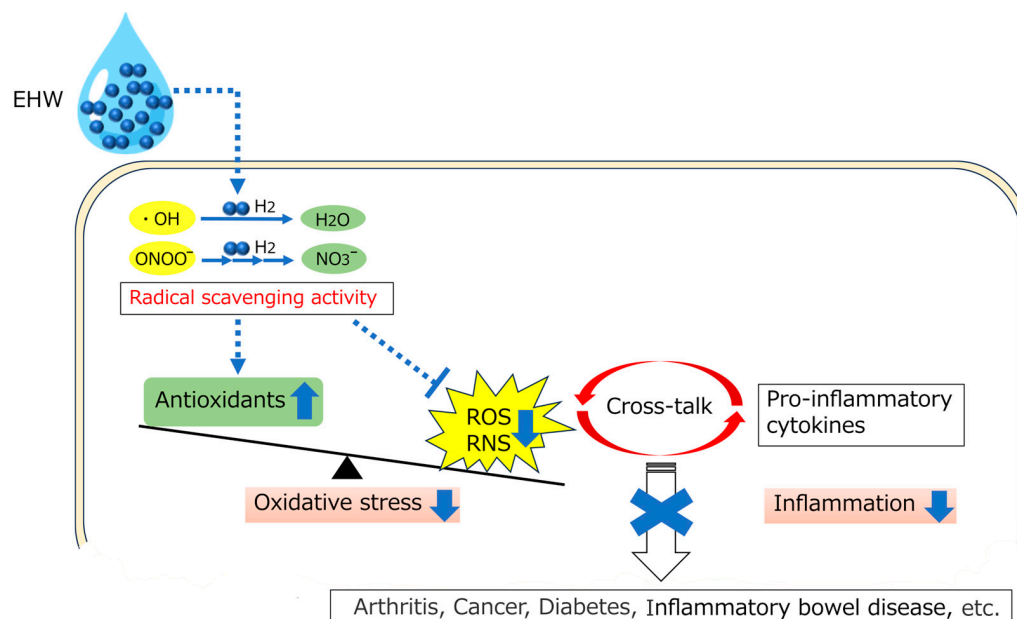 EHW
H2
・OH
H2O
H2
ONOO⁻
NO3⁻
Radical scavenging activity
Antioxidants
ROS
RNS
Cross-talk
Pro-inflammatory
cytokines
Oxidative stress
Inflammation
Arthritis, Cancer, Diabetes, Inflammatory bowel disease, etc.